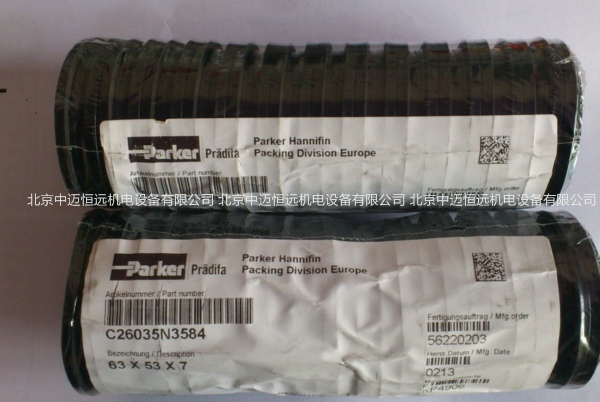 Parker Prädifa
Parker Hannifin
Packing Division Europe
Artikelnummer / Part number
Fertigungsauftrag / Mfg.order
北京中迈恒远机电设备有限公司 北京中迈恒远机电设备有限公司 北京中迈恒远机电设备有限公司
Parker Prädifa
Parker Hannifin
Packing Division Europe
Artikelnummer / Part number
C26035N3584
Bezeichnung / Description
63 X 53 X 7
Fertigungsauftrag / Mfg.order
56220203
Herst. Datum / Mfg. Date
0213
KP4906